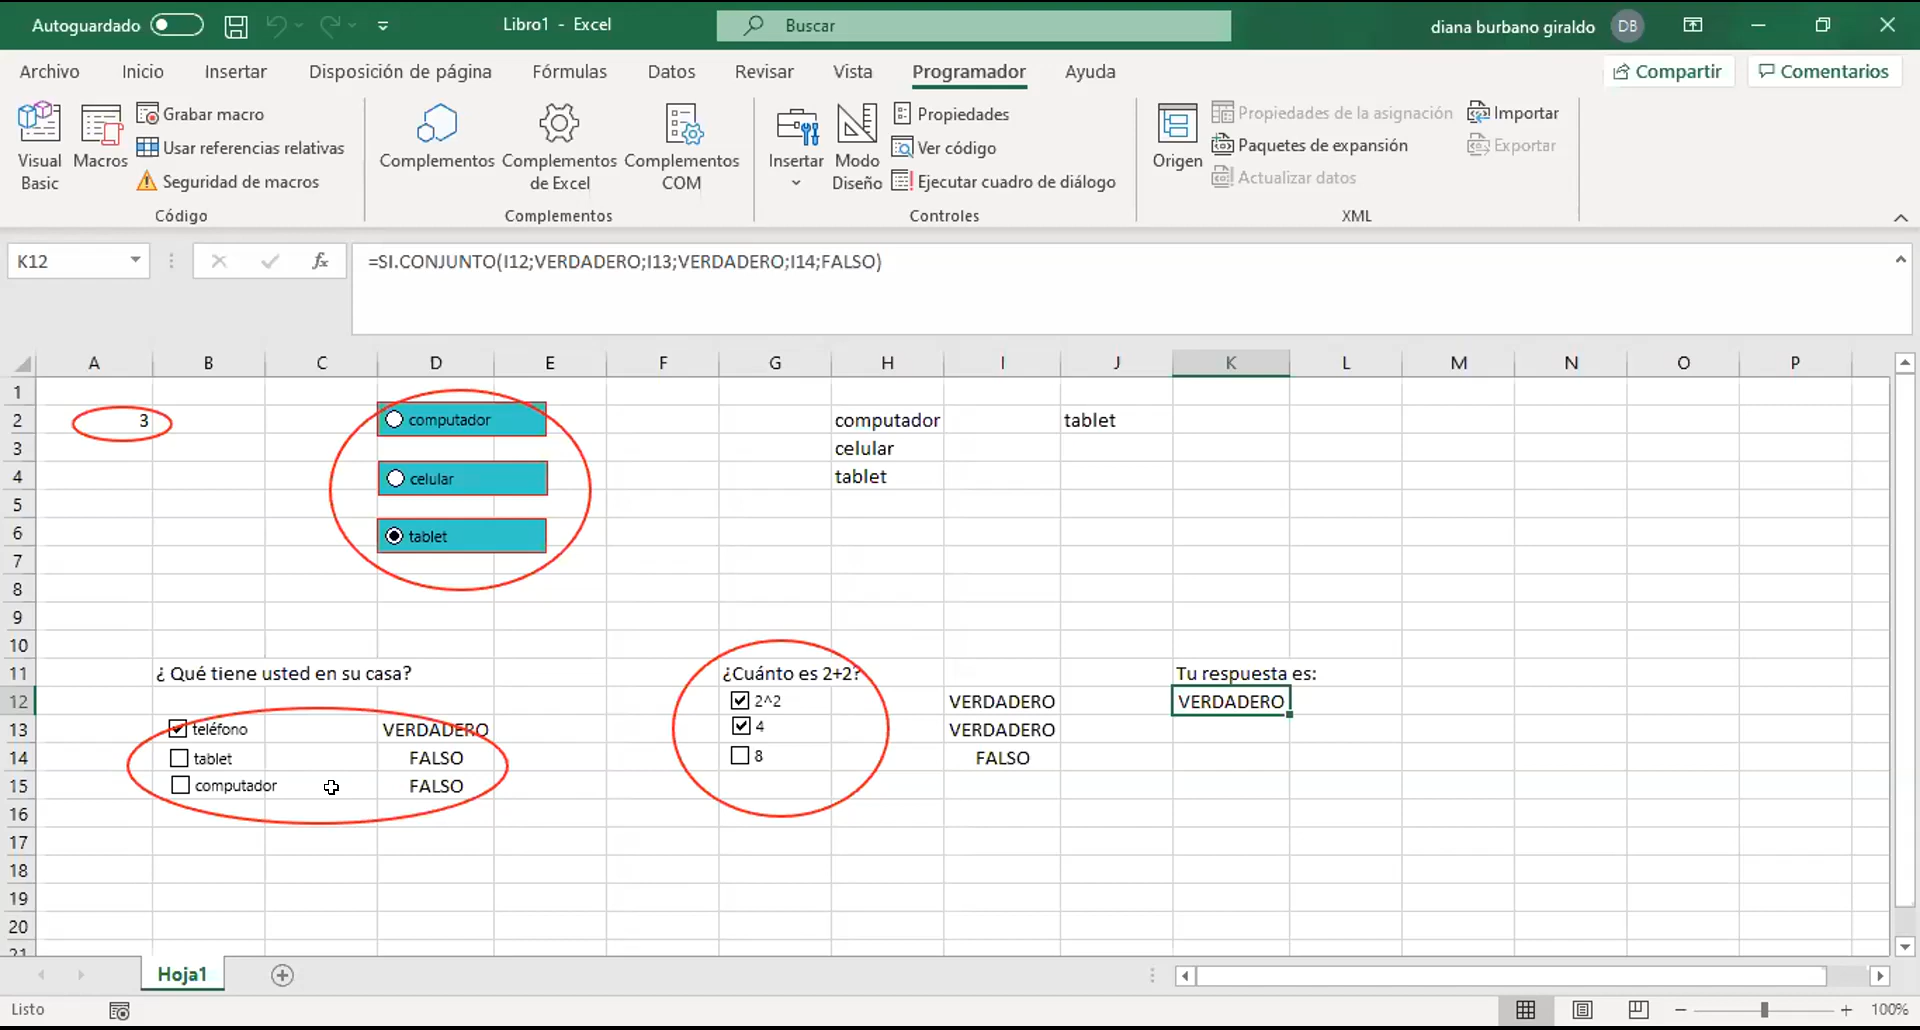 Autoguardado
Libro1 - Excel
Buscar
diana burbano giraldo DB
Archivo Inicio Insertar Disposición de página Fórmulas Datos Revisar Vista Programador Ayuda Compartir Comentarios
Visual Basic
Macros
Grabar macro
Usar referencias relativas
Seguridad de macros
Código
Complementos
Complementos de Excel
Complementos COM
Complementos
Insertar
Modo Diseño
Propiedades
Ver código
Ejecutar cuadro de diálogo
Controles
Origen
Propiedades de la asignación
Paquetes de expansión
Actualizar datos
Importar
Exportar
XML
K12 fx =SI.CONJUNTO(I12;VERDADERO;I13;VERDADERO;I14;FALSO)
A B C D E F G H I J K L M N O P
1
2 3 computador computador tablet
3 celular
4 celular tablet
5
6 tablet
7
8
9
10
11 ¿ Qué tiene usted en su casa? ¿Cuánto es 2+2? Tu respuesta es:
12 2^2 VERDADERO VERDADERO
13 teléfono VERDADERO 4 VERDADERO
14 tablet FALSO 8 FALSO
15 computador FALSO
16
17
18
19
20
21
Hoja1
Listo 100%